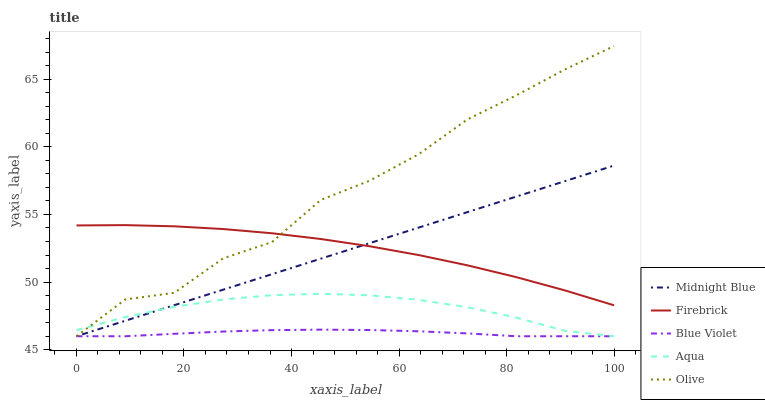 title
yaxis_label
65
60
55
50
45
0 20 40 60 80 100
xaxis_label
Midnight Blue
Firebrick
Blue Violet
Aqua
Olive